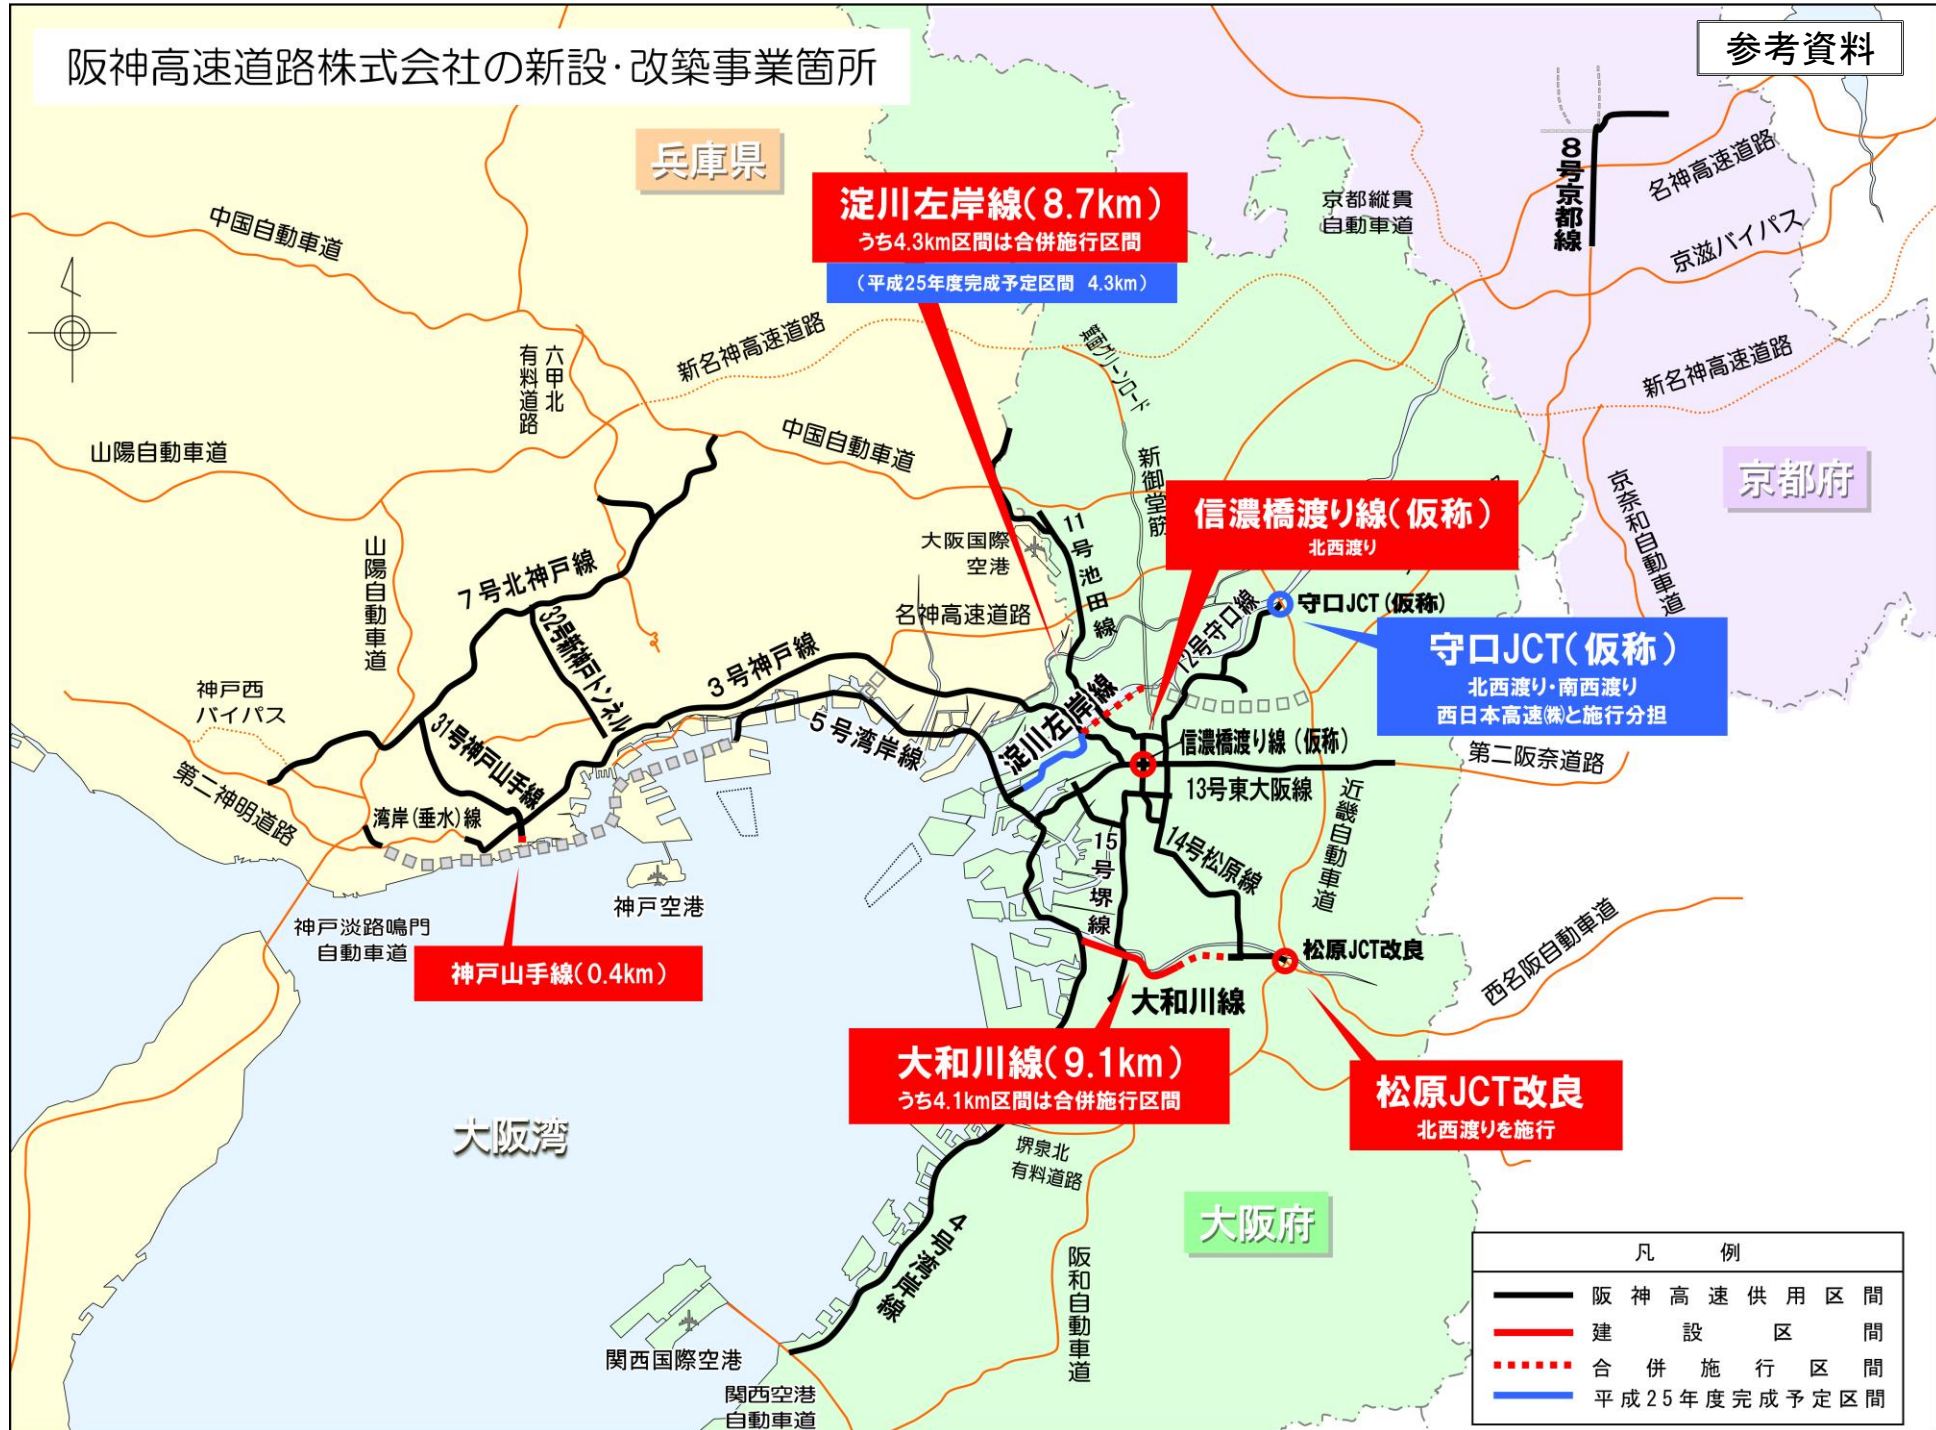 阪神高速道路株式会社の新設・改築事業箇所
参考資料
兵庫県
淀川左岸線(8.7km)
うち4.3km区間は合併施行区間
(平成25年度完成予定区間 4.3km)
中国自動車道
六甲北
有料道路
新名神高速道路
京都縦貫
自動車道
8号京都線
名神高速道路
京滋バイパス
新名神高速道路
山陽自動車道
中国自動車道
新御堂筋
京都府
京奈和自動車道
信濃橋渡り線(仮称)
北西渡り
大阪国際
空港
11号池田線
山陽自動車道
7号北神戸線
32号新神戸トンネル
名神高速道路
12号守口線
守口JCT(仮称)
守口JCT(仮称)
北西渡り・南西渡り
西日本高速㈱と施行分担
3号神戸線
神戸西
バイパス
31号神戸山手線
5号湾岸線
淀川左岸線
信濃橋渡り線(仮称)
第二阪奈道路
13号東大阪線
近畿自動車道
第二神明道路
湾岸(垂水)線
15号堺線
14号松原線
神戸空港
神戸淡路鳴門
自動車道
神戸山手線(0.4km)
松原JCT改良
西名阪自動車道
大和川線
大和川線(9.1km)
うち4.1km区間は合併施行区間
松原JCT改良
北西渡りを施行
大阪湾
堺泉北
有料道路
大阪府
4号湾岸線
阪和自動車道
関西国際空港
関西空港
自動車道
凡例
阪神高速供用区間
建設区間
合併施行区間
平成25年度完成予定区間